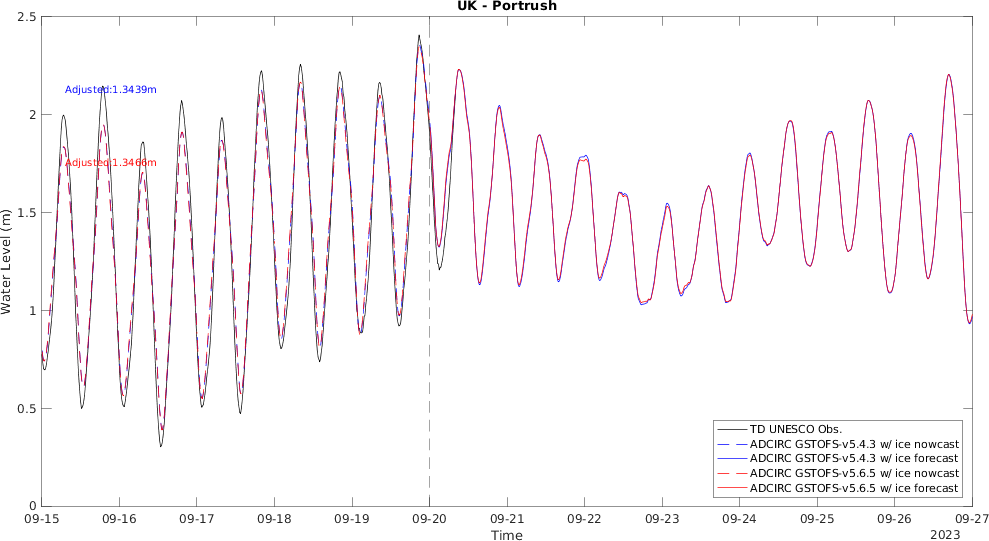 UK - Portrush
2.5
2
1.5
1
0.5
0
Water Level (m)
Adjusted:1.3439m
Adjusted:1.3466m
TD UNESCO Obs.
ADCIRC GSTOFS-v5.4.3 w/ ice nowcast
ADCIRC GSTOFS-v5.4.3 w/ ice forecast
ADCIRC GSTOFS-v5.6.5 w/ ice nowcast
ADCIRC GSTOFS-v5.6.5 w/ ice forecast
09-15 09-16 09-17 09-18 09-19 09-20 09-21 09-22 09-23 09-24 09-25 09-26 09-27
Time
2023